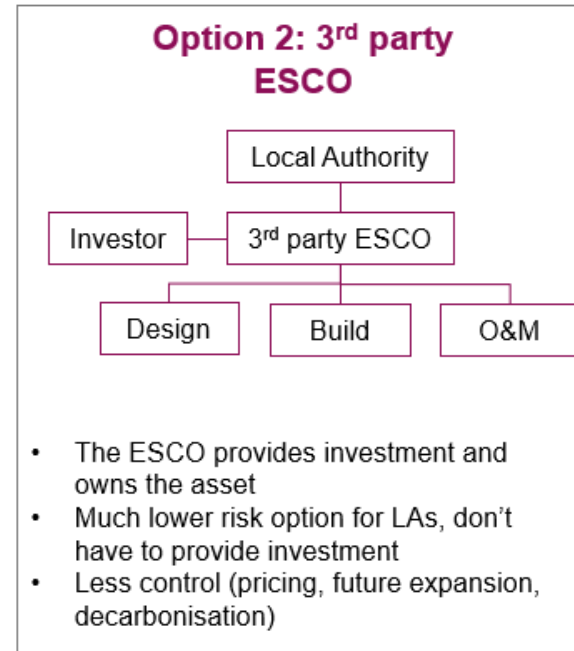 Option 2: 3rd party
ESCO
Local Authority
Investor
3rd party ESCO
Design
Build
O&M
• The ESCO provides investment and
owns the asset
• Much lower risk option for LAs, don’t
have to provide investment
• Less control (pricing, future expansion,
decarbonisation)